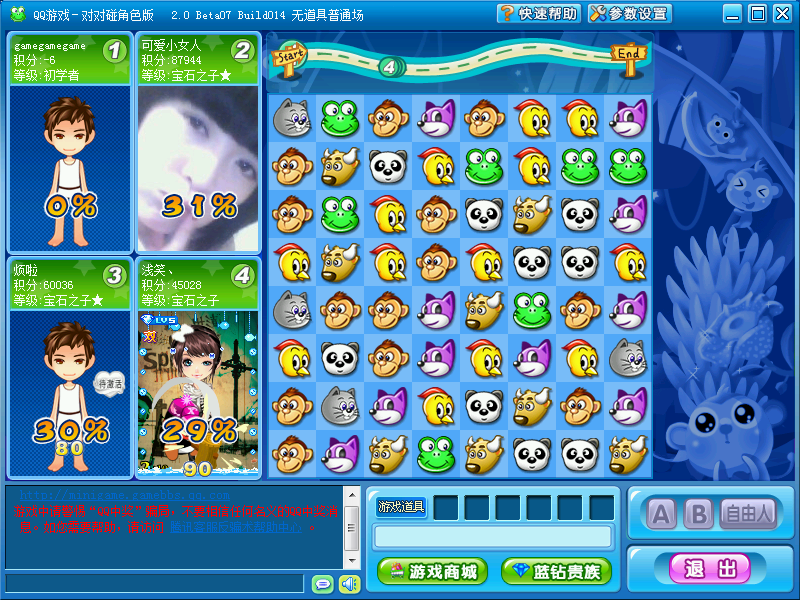 QQ游戏-对对碰角色版 2.0 Beta07 Build014 无道具普通场
快速帮助
参数设置
gamegamegame
积分:-6
等级:初学者
1
0%
可爱小女人
积分:87944
等级:宝石之子★
2
31%
Start
4
End
烦啦
积分:60036
等级:宝石之子★
3
待激活
30%
80
浅笑、
积分:45028
等级:宝石之子
4
LV5
双
29%
90
游戏道具
游戏商城
蓝钻贵族
A
B
自由人
退出